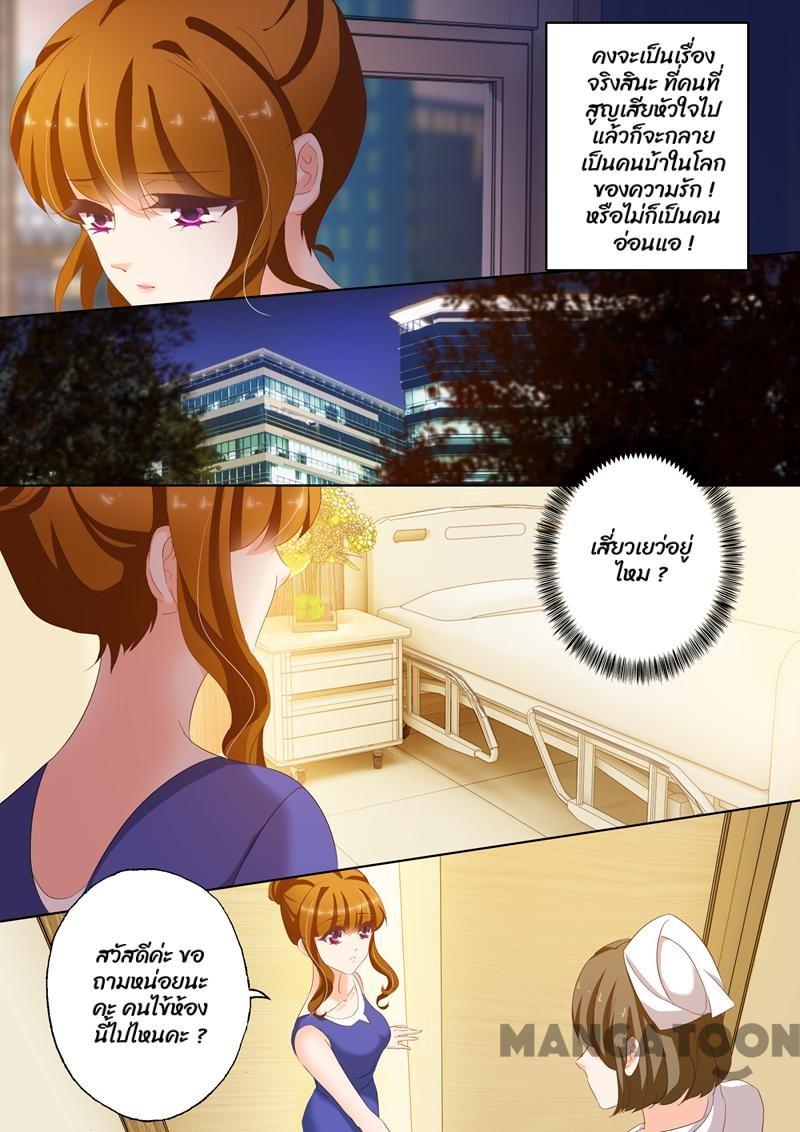 คงจะเป็นเรื่อง
จริงสินะ ที่คนที่
สูญเสียหัวใจไป
แล้วก็จะกลาย
เป็นคนบ้าในโลก
ของความรัก !
หรือไม่ก็เป็นคน
อ่อนแอ !
เสี่ยวเยว่อยู่
ไหม ?
สวัสดีค่ะ ขอ
ถามหน่อยนะ
คะ คนไข้ห้อง
นี้ไปไหนคะ ?
MANGATOON